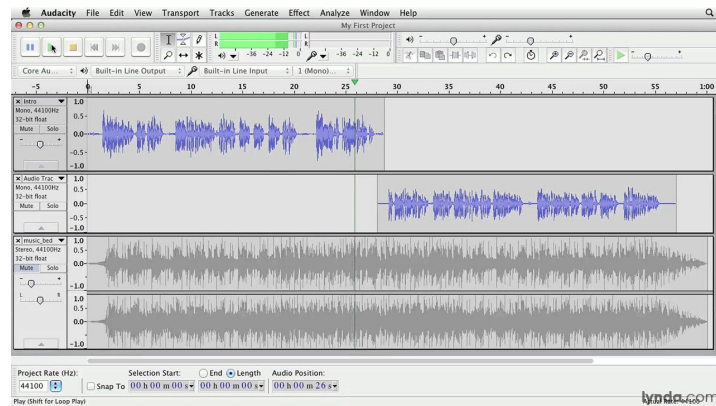 Audacity File Edit View Transport Tracks Generate Effect Analyze Window Help
My First Project
L
R
-36 -24 -12 0
L
R
-36 -24 -12 0
Core Au... Built-in Line Output Built-in Line Input 1 (Mono)...
-5 0 5 10 15 20 25 30 35 40 45 50 55 1:00
Intro
Mono, 44100Hz
32-bit float
Mute Solo
- +
1.0
0.5
0.0
-0.5
-1.0
Audio Trac
Mono, 44100Hz
32-bit float
Mute Solo
1.0
0.5
0.0
-0.5
-1.0
music_bed
Stereo, 44100Hz
32-bit float
Mute Solo
- +
L R
1.0
0.5
0.0
-1.0
1.0
0.5
0.0
-1.0
Project Rate (Hz): Selection Start: End Length Audio Position:
44100 Snap To 00 h 00 m 00 s 00 h 00 m 00 s 00 h 00 m 26 s
Play (Shift for Loop Play)
Actual Rate: 44100
lynda.com